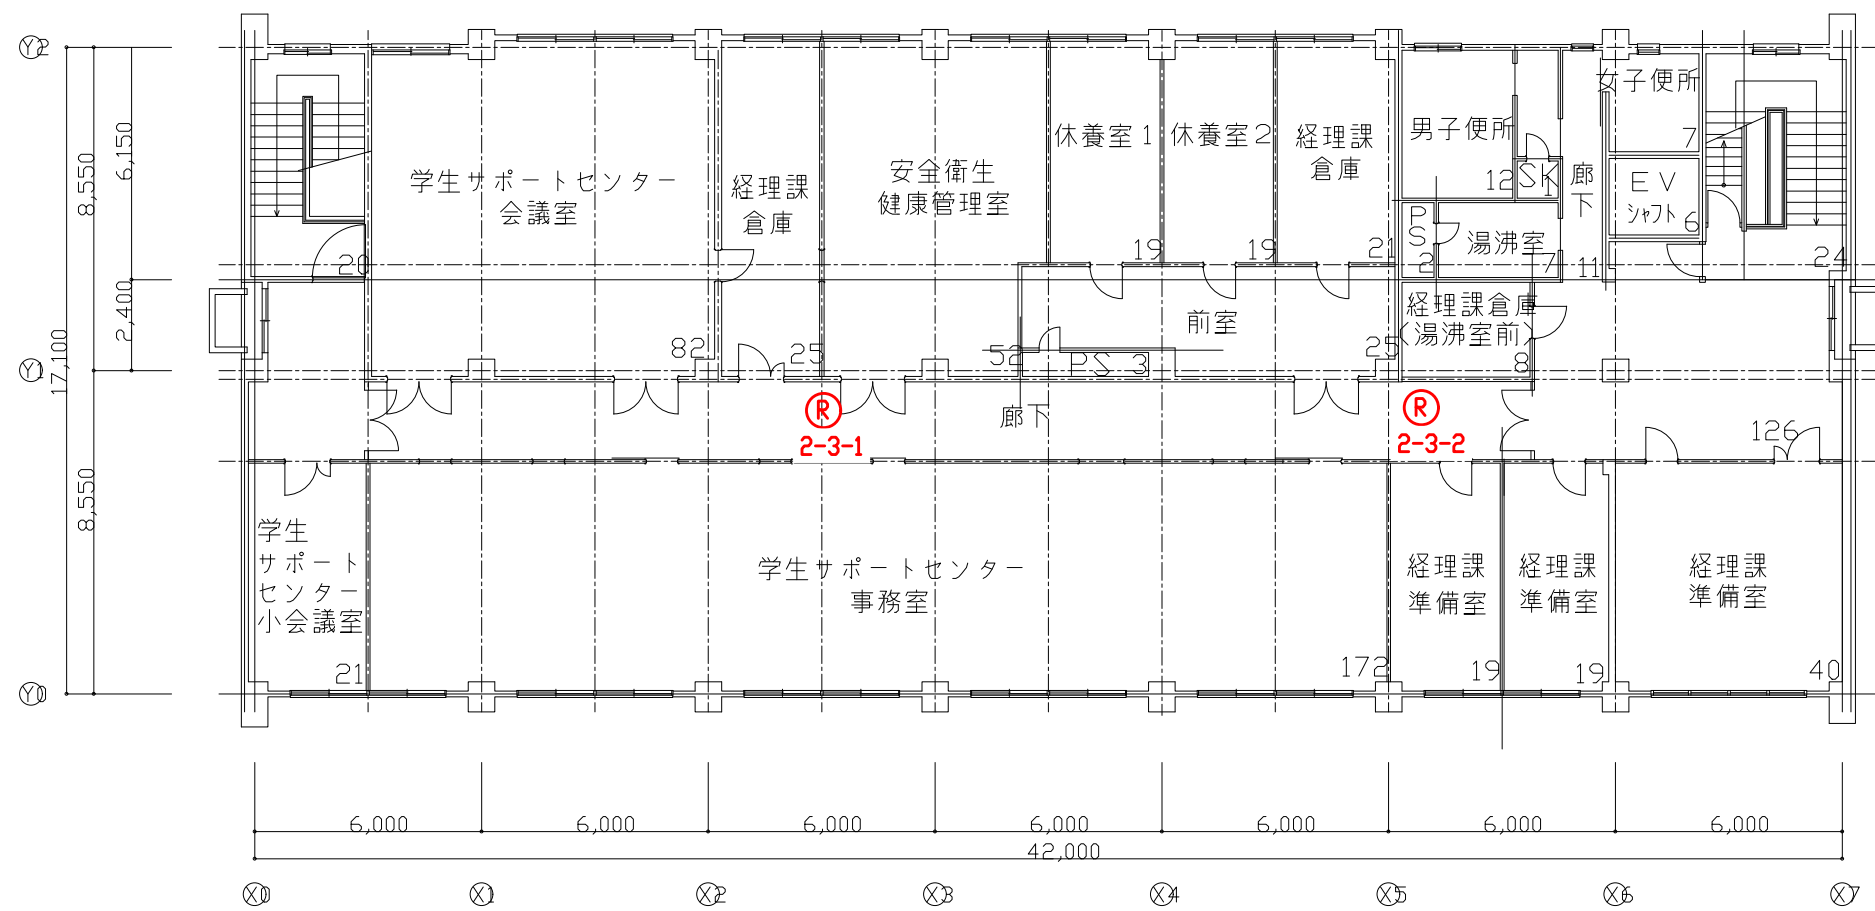 Y2
8,550
6,150
2,400
17,100
Y1
8,550
Y0
学生サポートセンター
会議室
82
20
経理課
倉庫
25
安全衛生
健康管理室
52
休養室1
19
休養室2
19
経理課
倉庫
21
前室
25
PS 3
男子便所
12
SK
1
廊
下
11
女子便所
7
EV
シャフト
6
24
PS
2
湯沸室
7
経理課倉庫
(湯沸室前)
8
R
2-3-1
廊下
R
2-3-2
126
学生
サポート
センター
小会議室
21
学生サポートセンター
事務室
172
経理課
準備室
19
経理課
準備室
19
経理課
準備室
40
6,000
6,000
6,000
6,000
6,000
6,000
6,000
42,000
X0
X1
X2
X3
X4
X5
X6
X7